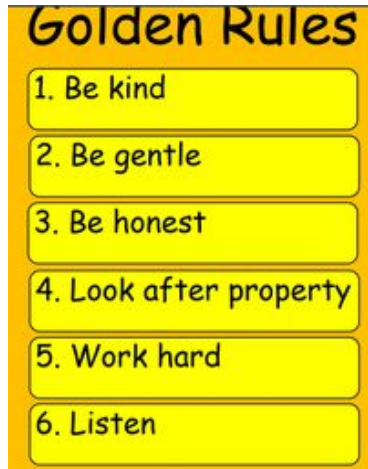 Golden Rules
1. Be kind
2. Be gentle
3. Be honest
4. Look after property
5. Work hard
6. Listen